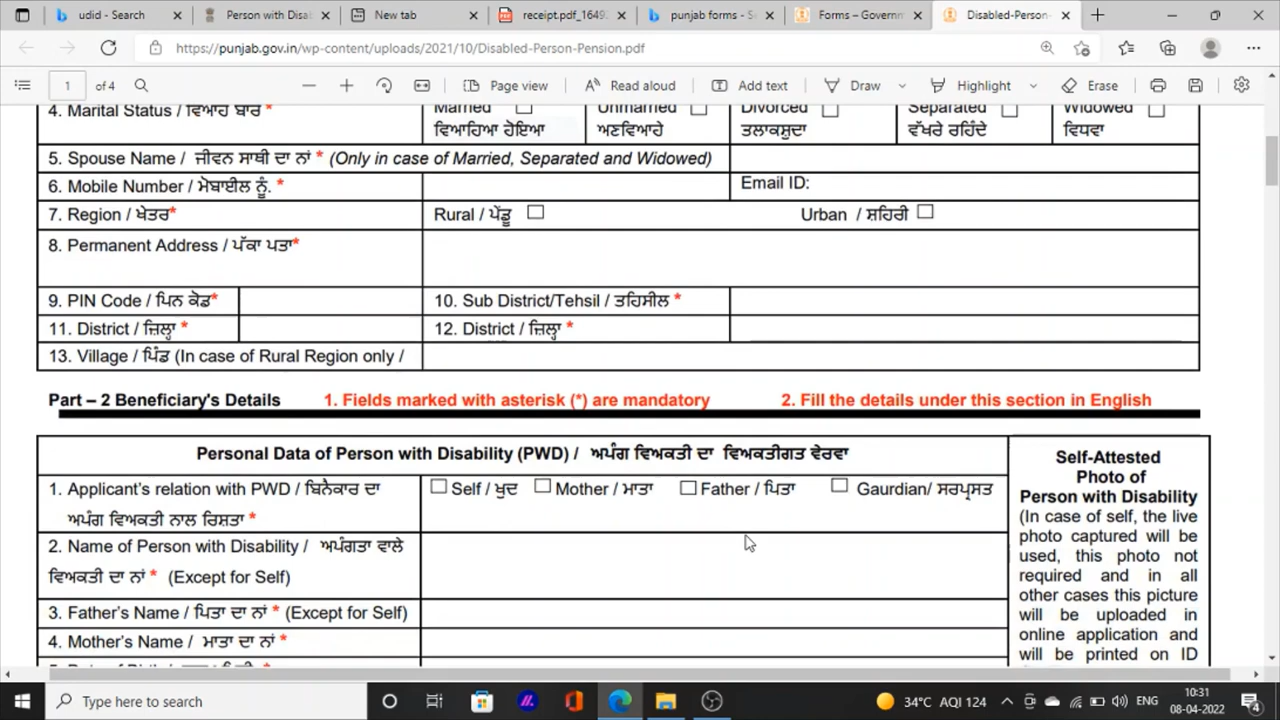 udid - Search
Person with Disa
New tab
receipt.pdf_1649
punjab forms - S
Forms – Governm
Disabled-Person-
https://punjab.gov.in/wp-content/uploads/2021/10/Disabled-Person-Pension.pdf
1 of 4
Page view
Read aloud
Add text
Draw
Highlight
Erase
4. Marital Status / ਵਿਆਹ ਬਾਰੇ * Married ਵਿਆਹਿਆ ਹੋਇਆ Unmarried ਅਣਵਿਆਹੇ Divorced ਤਲਾਕਸ਼ੁਦਾ Separated ਵੱਖਰੇ ਰਹਿੰਦੇ Widowed ਵਿਧਵਾ
5. Spouse Name / ਜੀਵਨ ਸਾਥੀ ਦਾ ਨਾਂ * (Only in case of Married, Separated and Widowed)
6. Mobile Number / ਮੋਬਾਈਲ ਨੂੰ. * Email ID:
7. Region / ਖੇਤਰ* Rural / ਪੇਂਡੂ Urban / ਸ਼ਹਿਰੀ
8. Permanent Address / ਪੱਕਾ ਪਤਾ*
9. PIN Code / ਪਿਨ ਕੋਡ* 10. Sub District/Tehsil / ਤਹਿਸੀਲ *
11. District / ਜ਼ਿਲ੍ਹਾ * 12. District / ਜ਼ਿਲ੍ਹਾ *
13. Village / ਪਿੰਡ (In case of Rural Region only /
Part – 2 Beneficiary's Details 1. Fields marked with asterisk (*) are mandatory 2. Fill the details under this section in English
Personal Data of Person with Disability (PWD) / ਅਪੰਗ ਵਿਅਕਤੀ ਦਾ ਵਿਅਕਤੀਗਤ ਵੇਰਵਾ
1. Applicant's relation with PWD / ਬਿਨੈਕਾਰ ਦਾ
ਅਪੰਗ ਵਿਅਕਤੀ ਨਾਲ ਰਿਸ਼ਤਾ *
Self / ਖੁਦ Mother / ਮਾਤਾ Father / ਪਿਤਾ Gaurdian/ ਸਰਪ੍ਰਸਤ
2. Name of Person with Disability / ਅਪੰਗਤਾ ਵਾਲੇ
ਵਿਅਕਤੀ ਦਾ ਨਾਂ * (Except for Self)
3. Father's Name / ਪਿਤਾ ਦਾ ਨਾਂ * (Except for Self)
4. Mother's Name / ਮਾਤਾ ਦਾ ਨਾਂ *
Self-Attested
Photo of
Person with Disability
(In case of self, the live
photo captured will be
used, this photo not
required and in all
other cases this picture
will be uploaded in
online application and
will be printed on ID
Type here to search
34°C AQI 124
ENG
10:31
08-04-2022
4